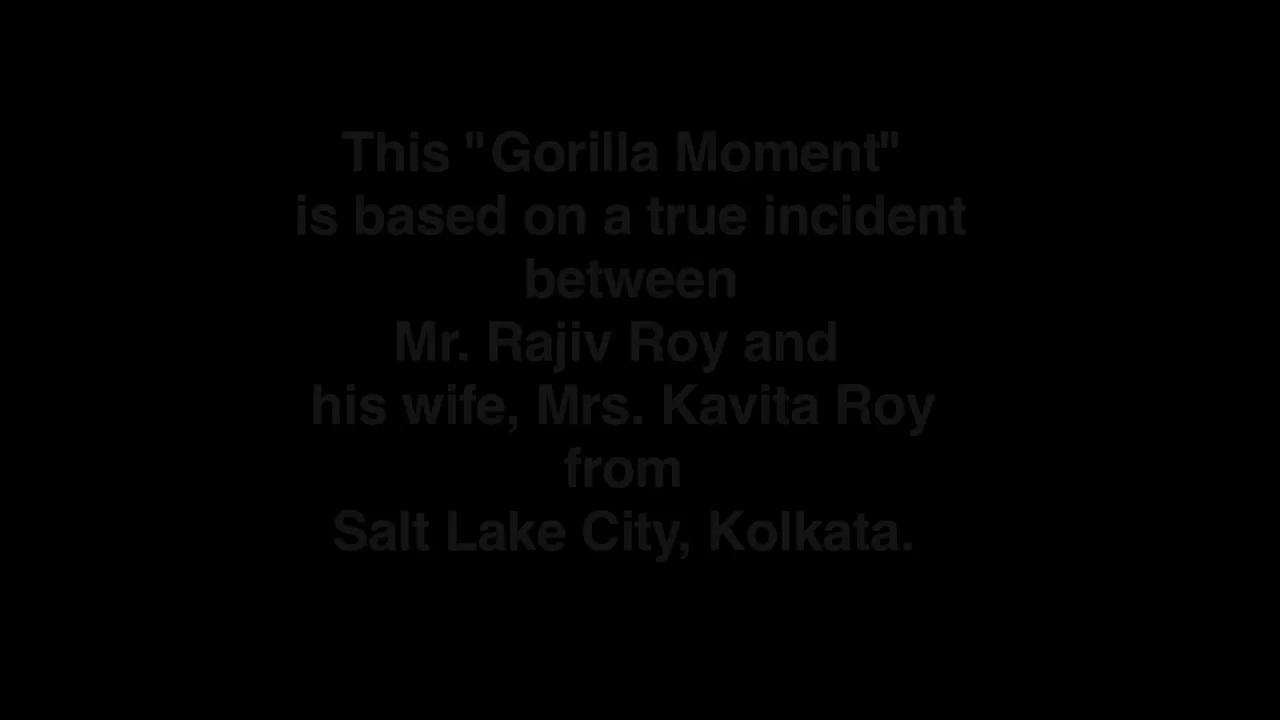 This "Gorilla Moment"
is based on a true incident
between
Mr. Rajiv Roy and
his wife, Mrs. Kavita Roy
from
Salt Lake City, Kolkata.